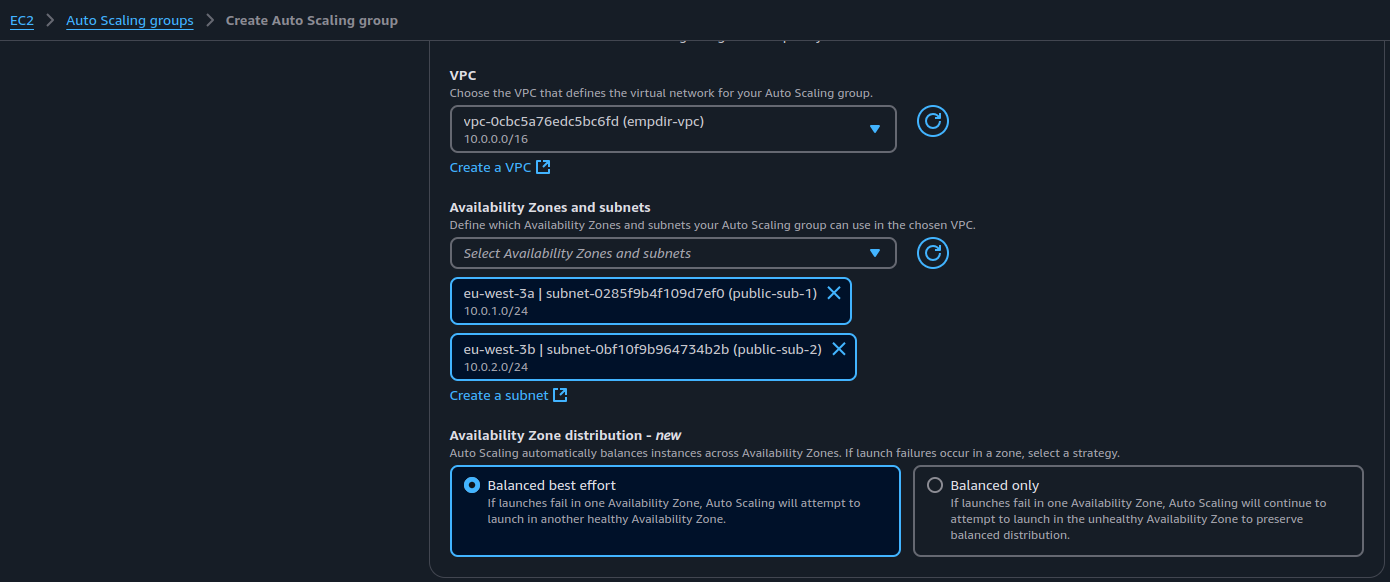 EC2 Auto Scaling groups Create Auto Scaling group
VPC
Choose the VPC that defines the virtual network for your Auto Scaling group.
vpc-0cbc5a76edc5bc6fd (empdir-vpc)
10.0.0.0/16
Create a VPC
Availability Zones and subnets
Define which Availability Zones and subnets your Auto Scaling group can use in the chosen VPC.
Select Availability Zones and subnets
eu-west-3a | subnet-0285f9b4f109d7ef0 (public-sub-1)
10.0.1.0/24
eu-west-3b | subnet-0bf10f9b964734b2b (public-sub-2)
10.0.2.0/24
Create a subnet
Availability Zone distribution - new
Auto Scaling automatically balances instances across Availability Zones. If launch failures occur in a zone, select a strategy.
Balanced best effort
If launches fail in one Availability Zone, Auto Scaling will attempt to
launch in another healthy Availability Zone.
Balanced only
If launches fail in one Availability Zone, Auto Scaling will continue to
attempt to launch in the unhealthy Availability Zone to preserve
balanced distribution.